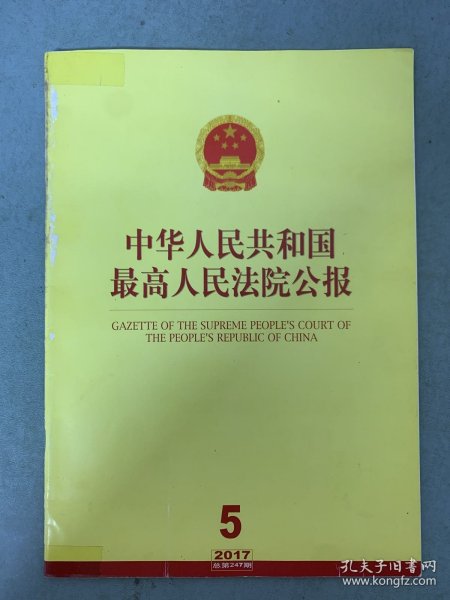 中华人民共和国
最高人民法院公报
GAZETTE OF THE SUPREME PEOPLE'S COURT OF
THE PEOPLE'S REPUBLIC OF CHINA
5
2017
总第247期
孔夫子旧书网
www.kongfz.com